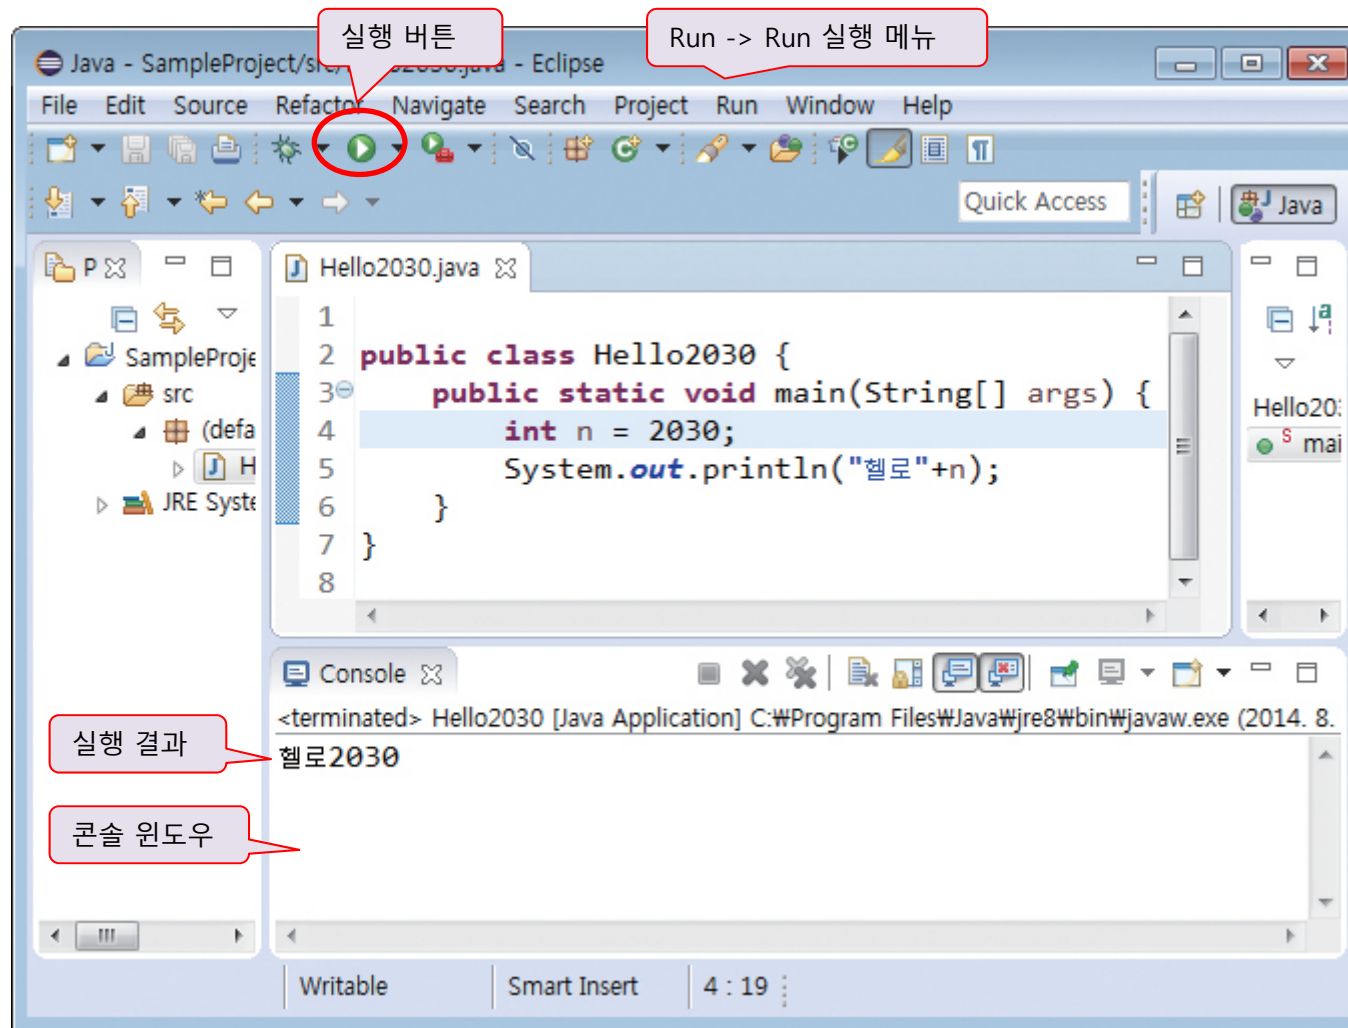 실행 버튼
Run -> Run 실행 메뉴
Java - SampleProject/src/Hello2030.java - Eclipse
File Edit Source Refactor Navigate Search Project Run Window Help
Quick Access
Java
P
Hello2030.java
SampleProje
src
(defa
H
JRE Syste
1
2 public class Hello2030 {
3 public static void main(String[] args) {
4 int n = 2030;
5 System.out.println("헬로"+n);
6 }
7 }
8
Hello20
S mai
Console
<terminated> Hello2030 [Java Application] C:₩Program Files₩Java₩jre8₩bin₩javaw.exe (2014. 8.
실행 결과
헬로2030
콘솔 윈도우
Writable Smart Insert 4 : 19